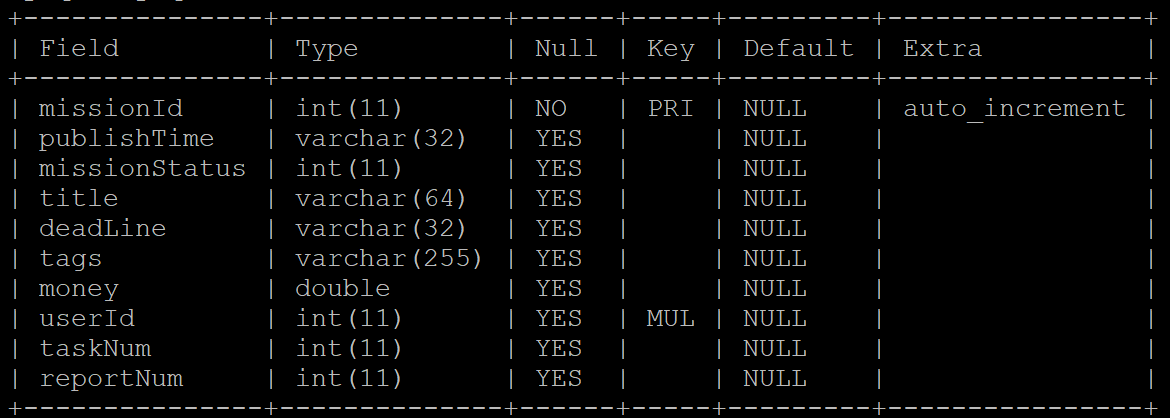 +---------------+--------------+------+-----+---------+----------------+
| Field         | Type         | Null | Key | Default | Extra          |
+---------------+--------------+------+-----+---------+----------------+
| missionId     | int(11)      | NO   | PRI | NULL    | auto_increment |
| publishTime   | varchar(32)  | YES  |     | NULL    |                |
| missionStatus | int(11)      | YES  |     | NULL    |                |
| title         | varchar(64)  | YES  |     | NULL    |                |
| deadLine      | varchar(32)  | YES  |     | NULL    |                |
| tags          | varchar(255) | YES  |     | NULL    |                |
| money         | double       | YES  |     | NULL    |                |
| userId        | int(11)      | YES  | MUL | NULL    |                |
| taskNum       | int(11)      | YES  |     | NULL    |                |
| reportNum     | int(11)      | YES  |     | NULL    |                |
+---------------+--------------+------+-----+---------+----------------+